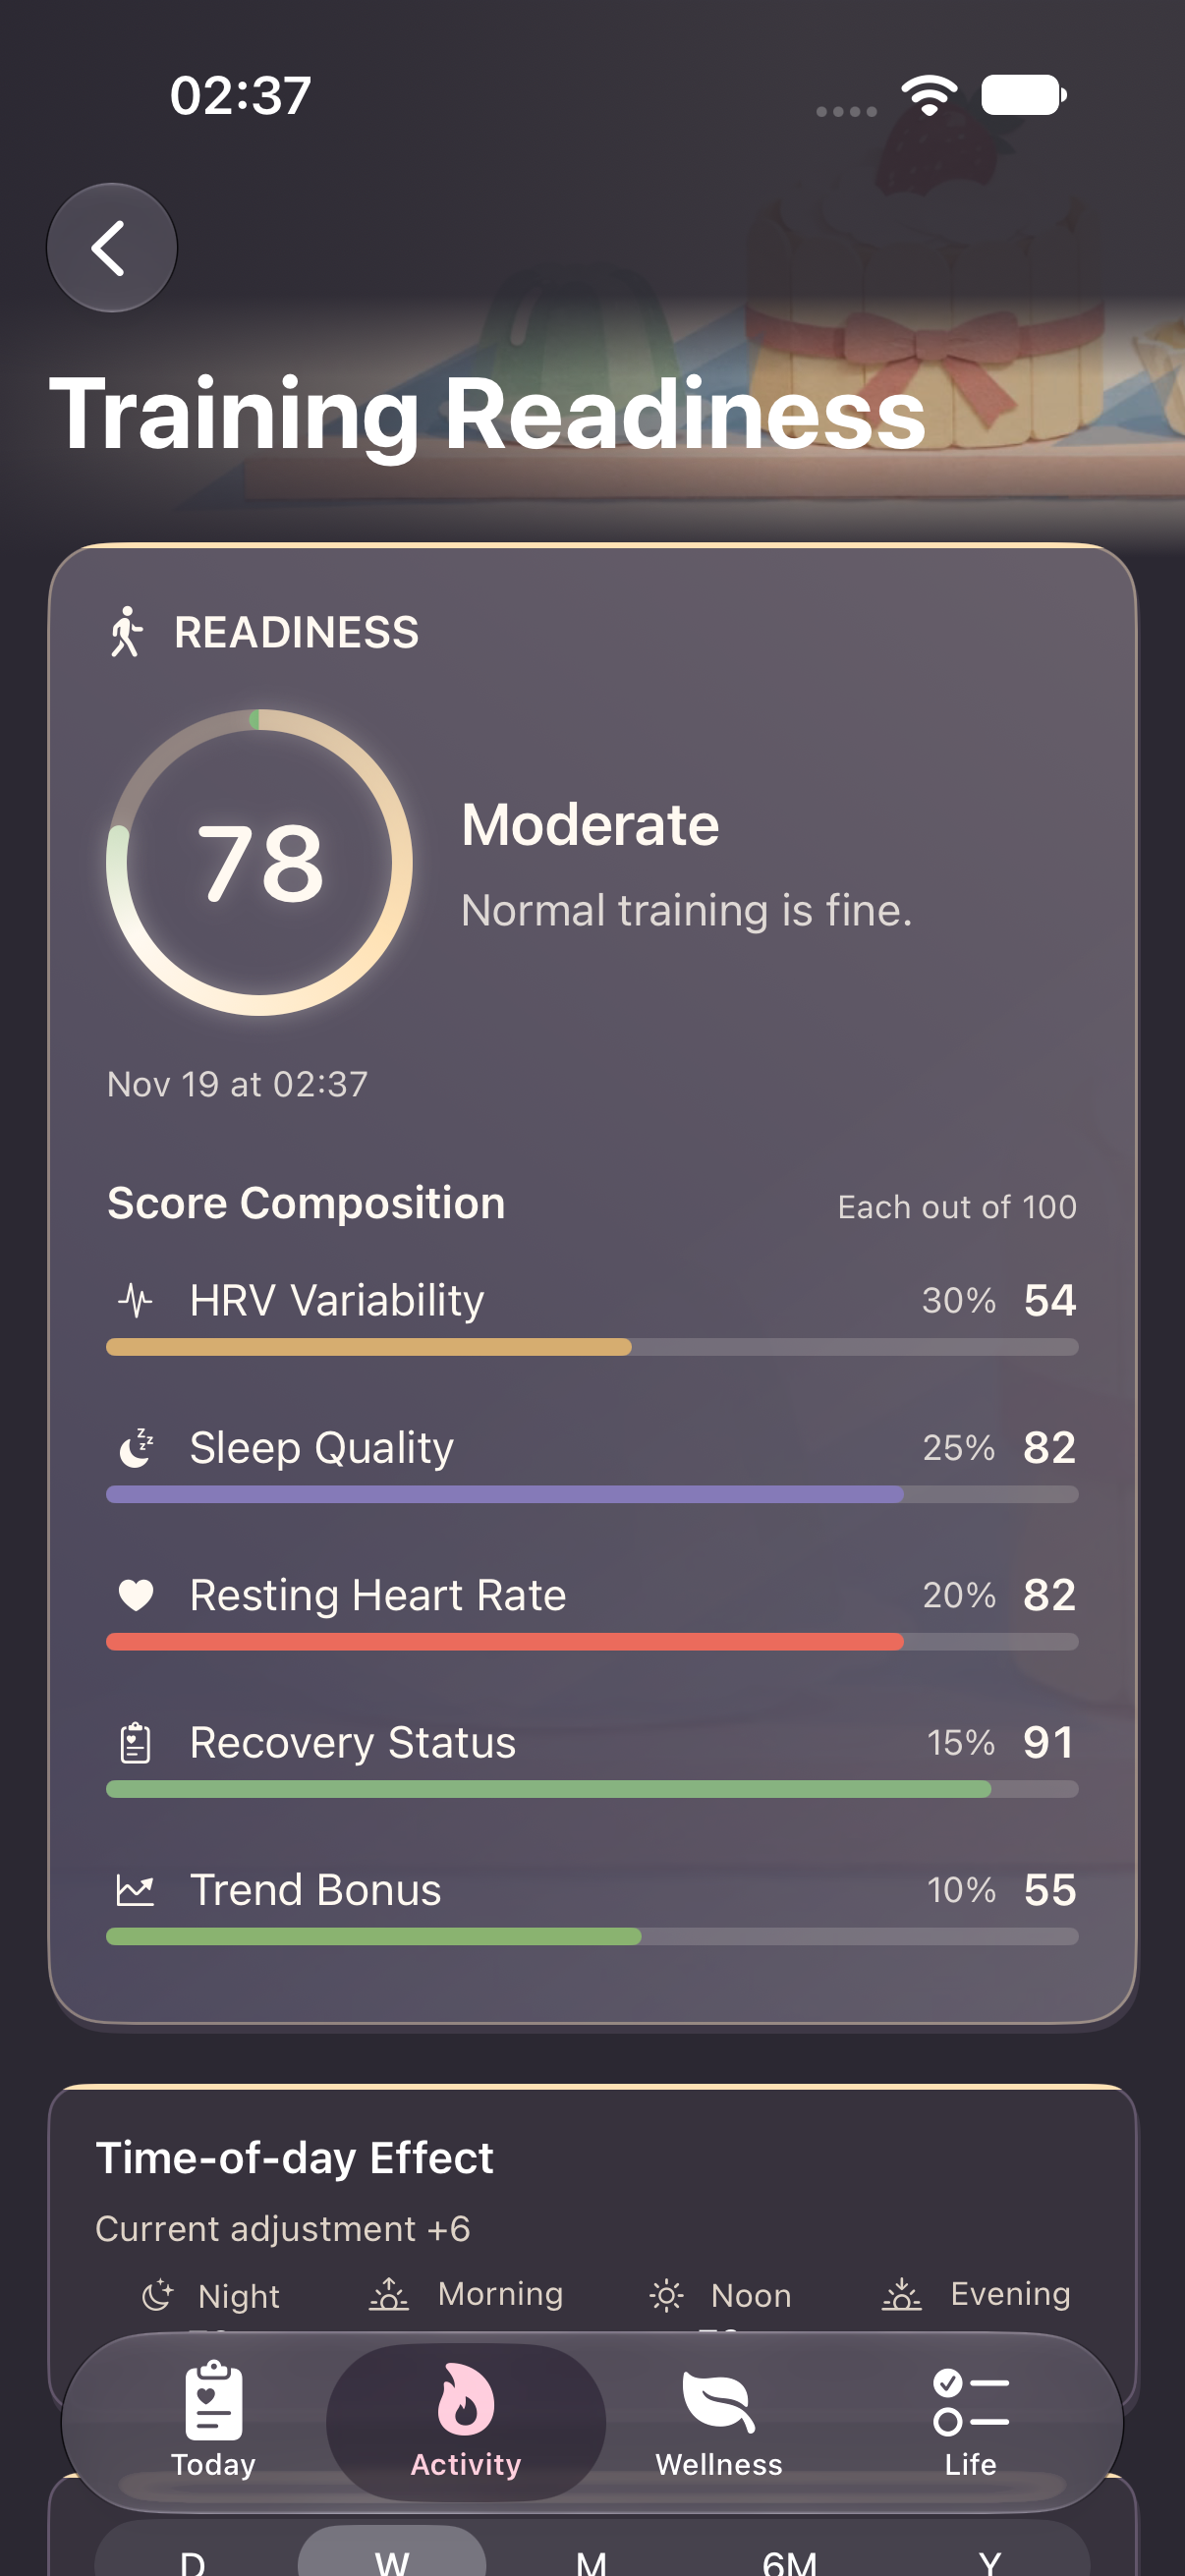 02:37
Training Readiness
READINESS
78
Moderate
Normal training is fine.
Nov 19 at 02:37
Score Composition Each out of 100
HRV Variability 30% 54
Sleep Quality 25% 82
Resting Heart Rate 20% 82
Recovery Status 15% 91
Trend Bonus 10% 55
Time-of-day Effect
Current adjustment +6
Night Morning Noon Evening
Today Activity Wellness Life
D W M 6M Y